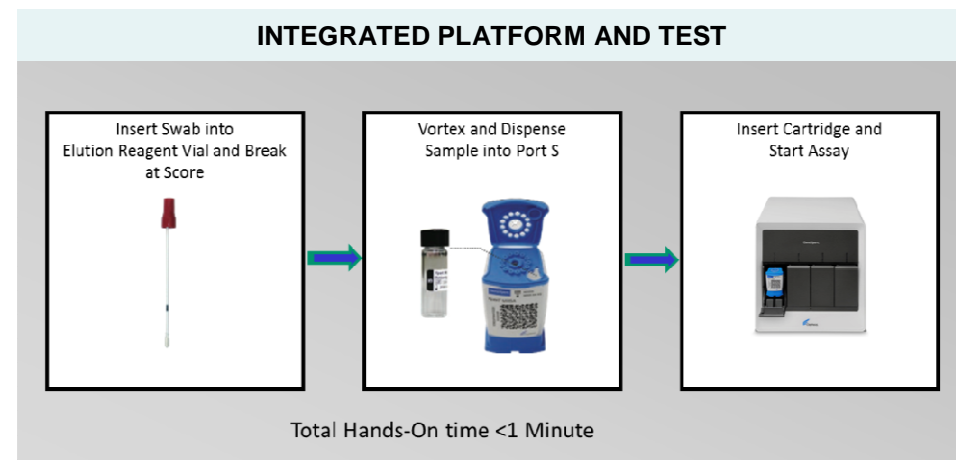 INTEGRATED PLATFORM AND TEST
Insert Swab into
Elution Reagent Vial and Break
at Score
Vortex and Dispense
Sample into Port S
Insert Cartridge and
Start Assay
Total Hands-On time <1 Minute